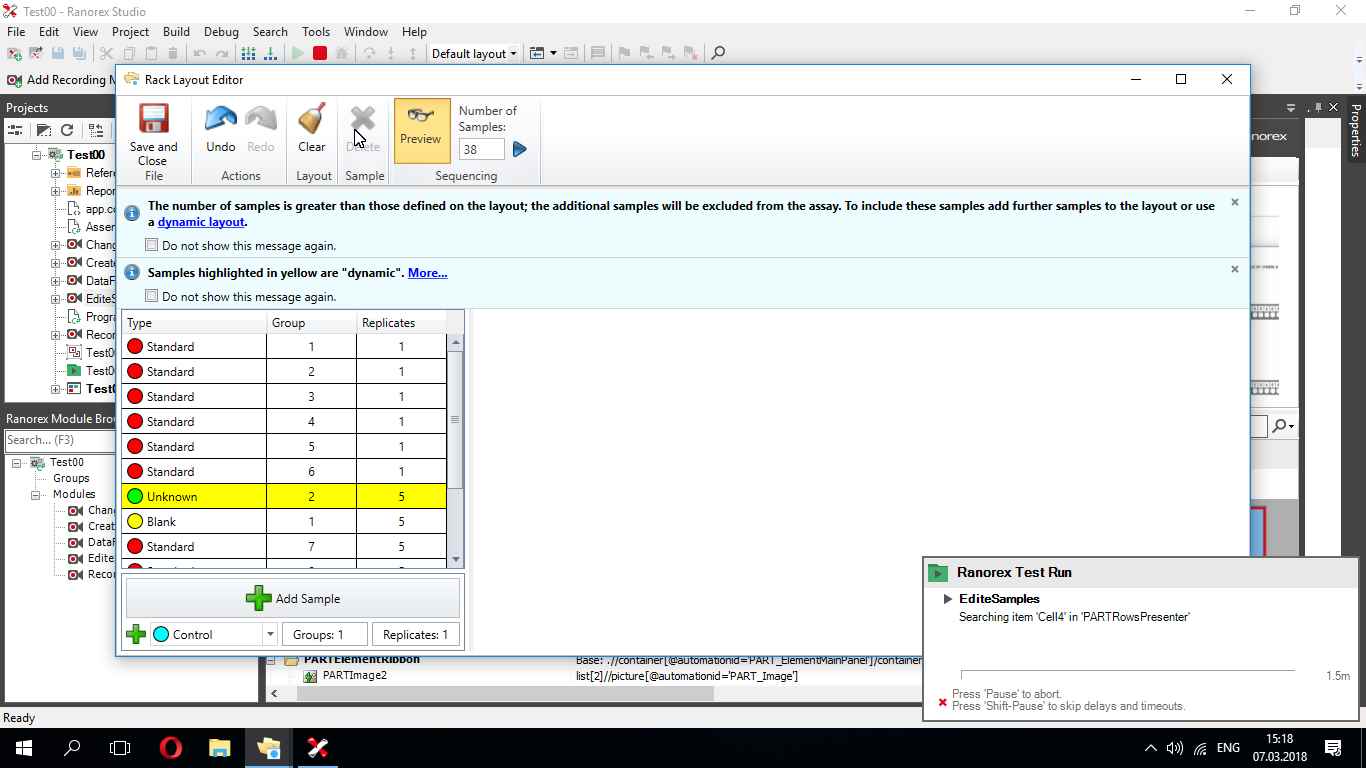 Test00 - Ranorex Studio
File Edit View Project Build Debug Search Tools Window Help
Default layout
Add Recording M
Rack Layout Editor
Projects
Save and Close
Undo Redo
Clear
Delete
Preview
Number of Samples:
38
File Actions Layout Sample Sequencing
norex
Properties
The number of samples is greater than those defined on the layout; the additional samples will be excluded from the assay. To include these samples add further samples to the layout or use
a dynamic layout.
Do not show this message again.
Samples highlighted in yellow are "dynamic". More...
Do not show this message again.
Test00
Refere
Repor
app.co
Assem
Chang
Create
DataF
EditeS
Progra
Recor
Test00
Test00
Test0
Type Group Replicates
Standard 1 1
Standard 2 1
Standard 3 1
Standard 4 1
Standard 5 1
Standard 6 1
Unknown 2 5
Blank 1 5
Standard 7 5
Add Sample
Control Groups: 1 Replicates: 1
Ranorex Module Bro
Search... (F3)
Test00
Groups
Modules
Chan
Creat
DataF
Edite
Reco
PARTElementRibbon Base: .//container[@automationid='PART_ElementMainPanel']/container
PARTImage2 list[2]//picture[@automationid='PART_Image']
Ranorex Test Run
EditeSamples
Searching item 'Cell4' in 'PARTRowsPresenter'
1.5m
Press 'Pause' to abort.
Press 'Shift-Pause' to skip delays and timeouts.
Ready
ENG
15:18
07.03.2018